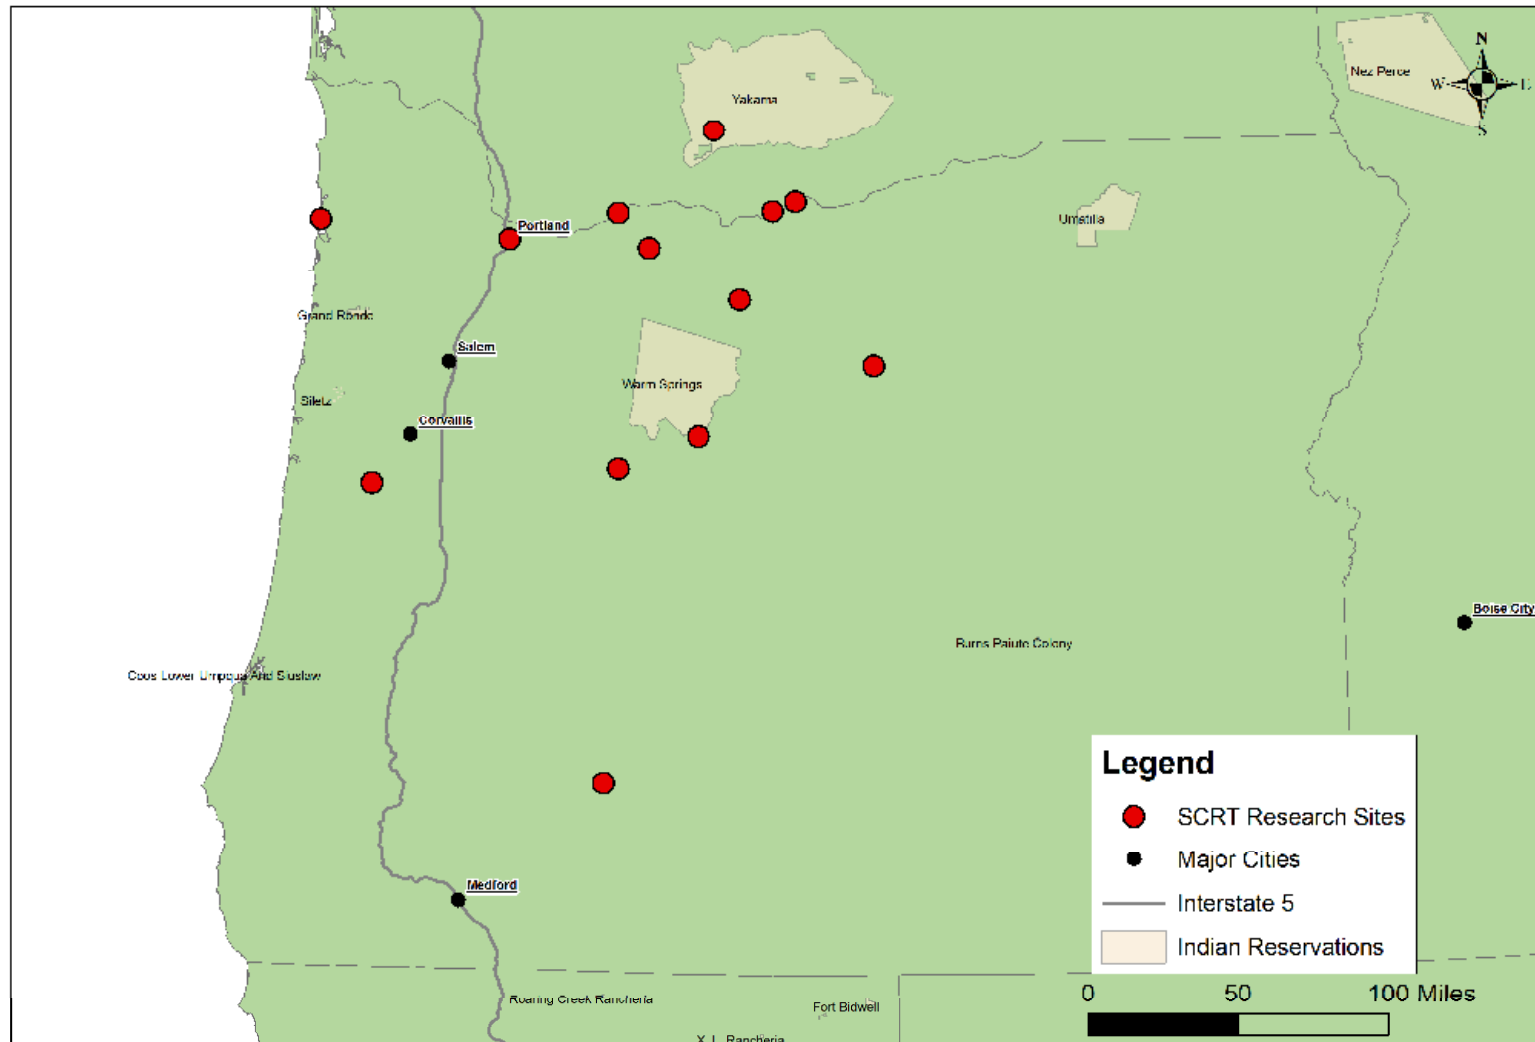 N
Nez Perce
W
E
S
Yakama
Umatilla
Portland
Grand Rondo
Salem
Warm Springs
Siletz
Corvallis
Boise City
Burns Paiute Colony
Coos Lower Umpqua And Siuslaw
Legend
SCRT Research Sites
Major Cities
Medford
Interstate 5
Indian Reservations
Roaring Creek Rancheria
Fort Bidwell
0 50 100 Miles
X L Rancheria